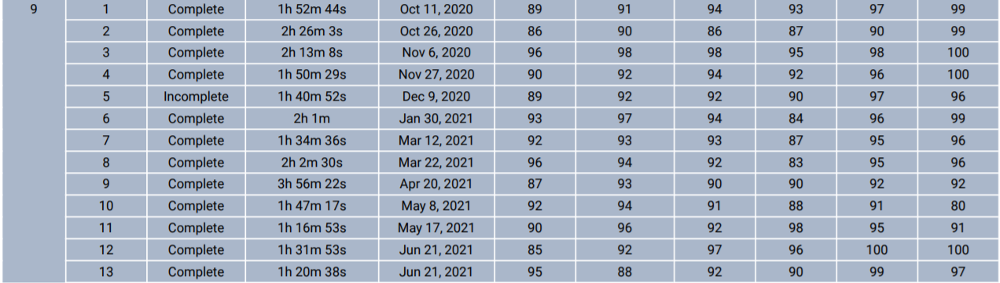 9 1 Complete 1h 52m 44s Oct 11, 2020 89 91 94 93 97 99
2 Complete 2h 26m 3s Oct 26, 2020 86 90 86 87 90 99
3 Complete 2h 13m 8s Nov 6, 2020 96 98 98 95 98 100
4 Complete 1h 50m 29s Nov 27, 2020 90 92 94 92 96 100
5 Incomplete 1h 40m 52s Dec 9, 2020 89 92 92 90 97 96
6 Complete 2h 1m Jan 30, 2021 93 97 94 84 96 99
7 Complete 1h 34m 36s Mar 12, 2021 92 93 93 87 95 96
8 Complete 2h 2m 30s Mar 22, 2021 96 94 92 83 95 96
9 Complete 3h 56m 22s Apr 20, 2021 87 93 90 90 92 92
10 Complete 1h 47m 17s May 8, 2021 92 94 91 88 91 80
11 Complete 1h 16m 53s May 17, 2021 90 96 92 98 95 91
12 Complete 1h 31m 53s Jun 21, 2021 85 92 97 96 100 100
13 Complete 1h 20m 38s Jun 21, 2021 95 88 92 90 99 97